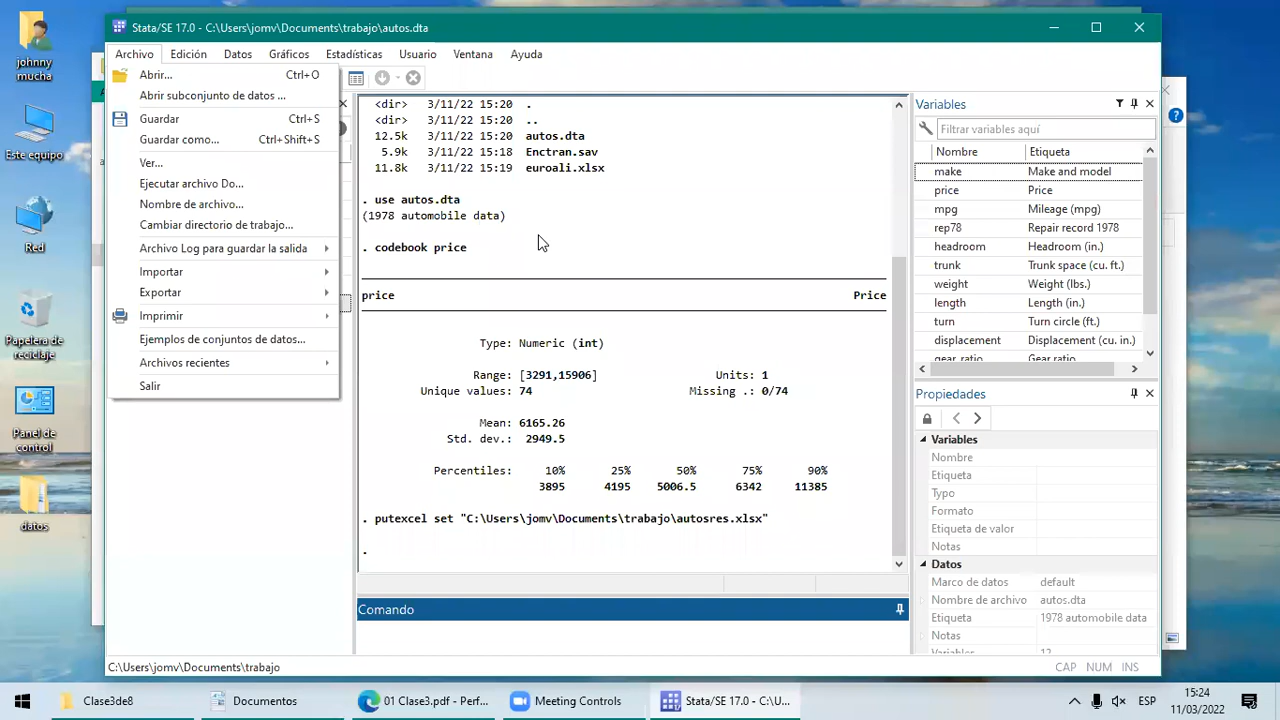 Stata/SE 17.0 - C:\Users\jomv\Documents\trabajo\autos.dta
Archivo Edición Datos Gráficos Estadísticas Usuario Ventana Ayuda
Abrir... Ctrl+O
Abrir subconjunto de datos ...
Guardar Ctrl+S
Guardar como... Ctrl+Shift+S
Ver...
Ejecutar archivo Do...
Nombre de archivo...
Cambiar directorio de trabajo...
Archivo Log para guardar la salida
Importar
Exportar
Imprimir
Ejemplos de conjuntos de datos...
Archivos recientes
Salir
<dir> 3/11/22 15:20 .
<dir> 3/11/22 15:20 ..
12.5k 3/11/22 15:20 autos.dta
5.9k 3/11/22 15:18 Enctran.sav
11.8k 3/11/22 15:19 euroali.xlsx
. use autos.dta
(1978 automobile data)
. codebook price
price Price
Type: Numeric (int)
Range: [3291,15906] Units: 1
Unique values: 74 Missing .: 0/74
Mean: 6165.26
Std. dev.: 2949.5
Percentiles: 10% 25% 50% 75% 90%
3895 4195 5006.5 6342 11385
. putexcel set "C:\Users\jomv\Documents\trabajo\autosres.xlsx"
.
Comando
Variables
Filtrar variables aquí
Nombre Etiqueta
make Make and model
price Price
mpg Mileage (mpg)
rep78 Repair record 1978
headroom Headroom (in.)
trunk Trunk space (cu. ft.)
weight Weight (lbs.)
length Length (in.)
turn Turn circle (ft.)
displacement Displacement (cu. in.)
gear_ratio Gear ratio
Propiedades
Variables
Nombre
Etiqueta
Typo
Formato
Etiqueta de valor
Notas
Datos
Marco de datos default
Nombre de archivo autos.dta
Etiqueta 1978 automobile data
Notas
Variables 12
C:\Users\jomv\Documents\trabajo
CAP NUM INS
johnny
mucha
Este equipo
Red
Papelera de
reciclaje
Panel de
control
datos
Clase3de8
Documentos
01 Clase3.pdf - Perf...
Meeting Controls
Stata/SE 17.0 - C:\U...
ESP
15:24
11/03/2022